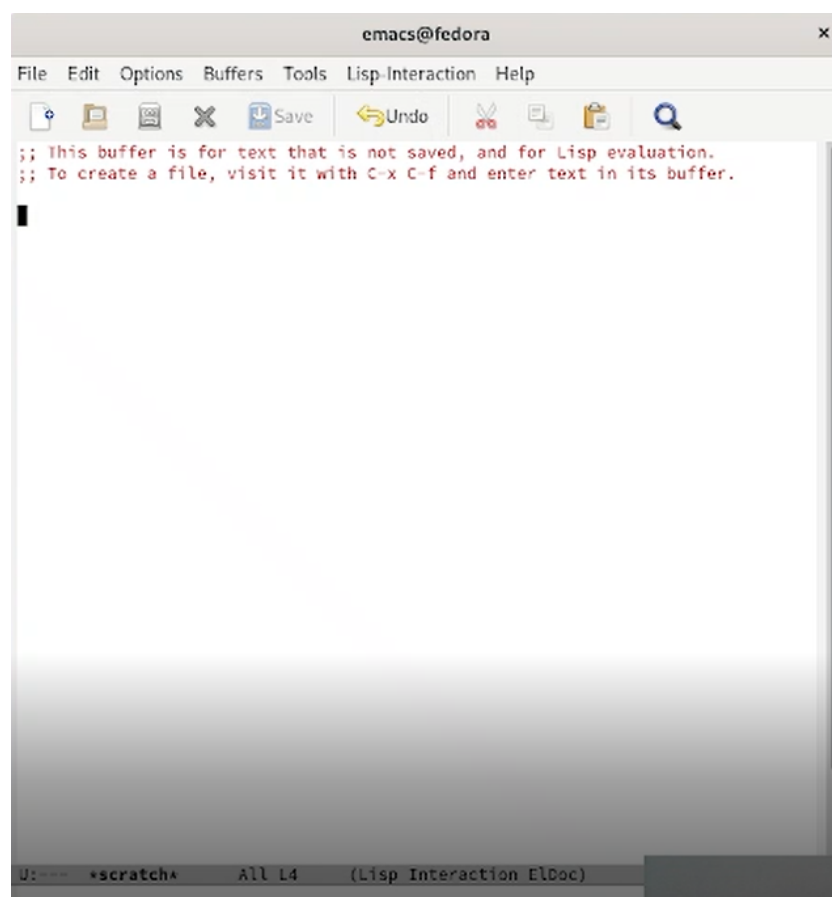 emacs@fedora ×
File Edit Options Buffers Tools Lisp-Interaction Help
Save Undo
;; This buffer is for text that is not saved, and for Lisp evaluation.
;; To create a file, visit it with C-x C-f and enter text in its buffer.
U:--- *scratch* All L4 (Lisp Interaction ElDoc)